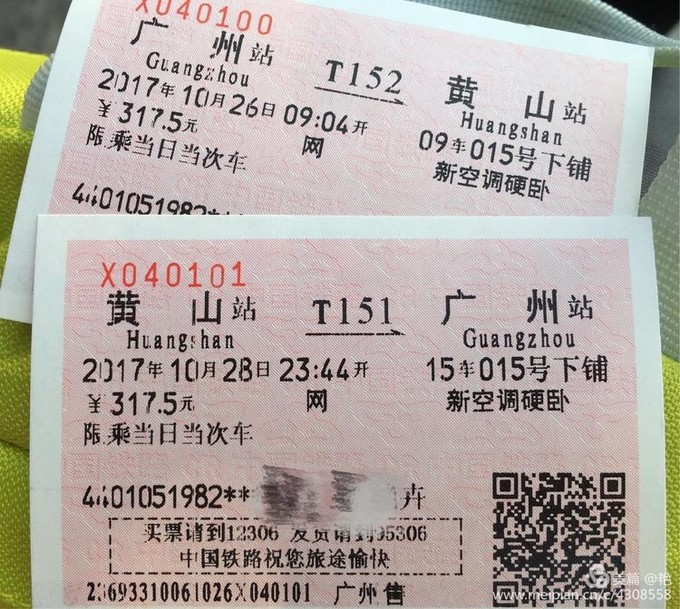 X040100
广州站 T152 黄山站
Guangzhou Huangshan
2017年10月26日09:04开 09车015号下铺
¥317.5元 网 新空调硬卧
限乘当日当次车
4401051982**
X040101
黄山站 T151 广州站
Huangshan Guangzhou
2017年10月28日23:44开 15车015号下铺
¥317.5元 网 新空调硬卧
限乘当日当次车
4401051982** 卉
买票请到12306 发货请到95306
中国铁路祝您旅途愉快
23693310061026X040101 广州售
美篇 @艳
www.meipian.cn/c/4308558